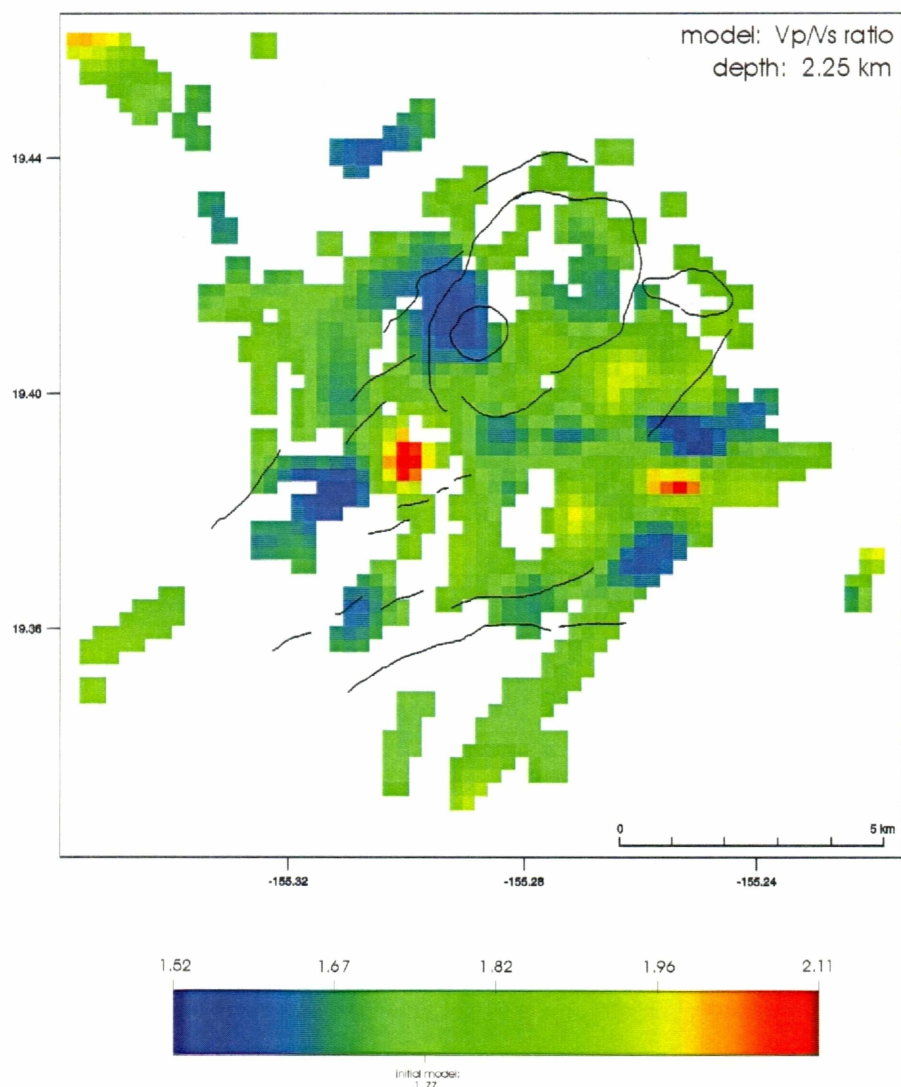 model: Vp/Vs ratio
depth: 2.25 km
19.44
19.40
19.36
0 5 km
-155.32 -155.28 -155.24
1.52 1.67 1.82 1.96 2.11
initial model:
1.77